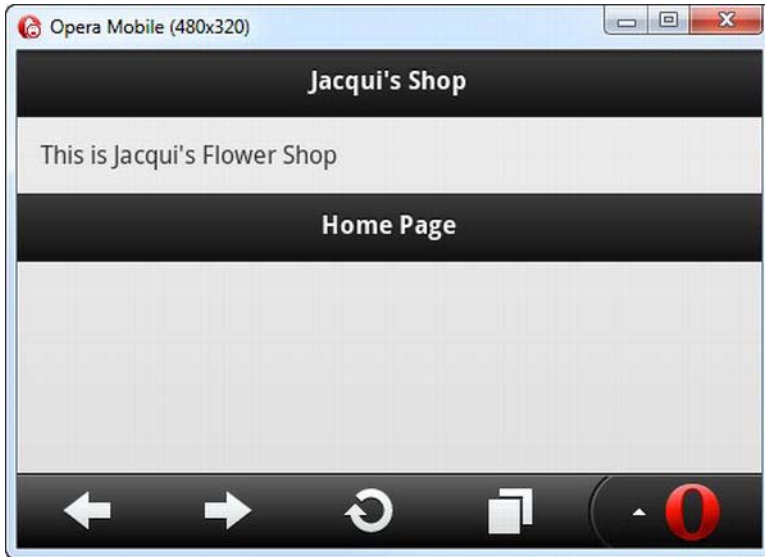 Opera Mobile (480x320)
Jacqui's Shop
This is Jacqui's Flower Shop
Home Page